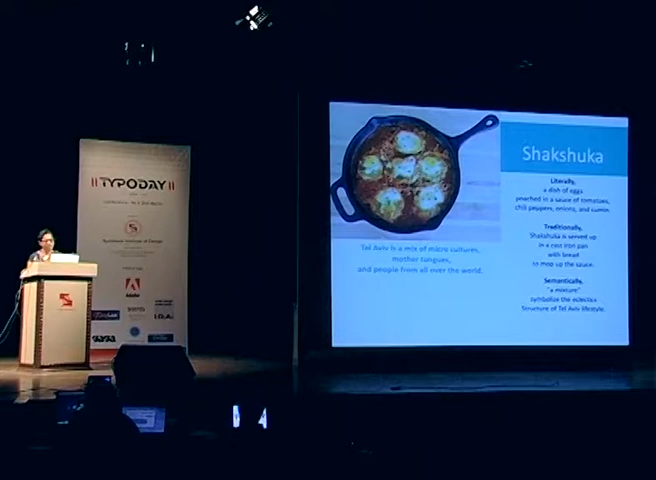 TYPODAY
Adobe
Shakshuka
Literally,
a dish of eggs
poached in a sauce of tomatoes,
chili peppers, onions, and cumin.
Traditionally,
Shakshuka is served up
in a cast iron pan
with bread
to mop up the sauce.
Semantically,
"a mixture"
symbolize the eclectics
Structure of Tel Aviv lifestyle.
Tel Aviv is a mix of micro cultures,
mother tongues,
and people from all over the world.